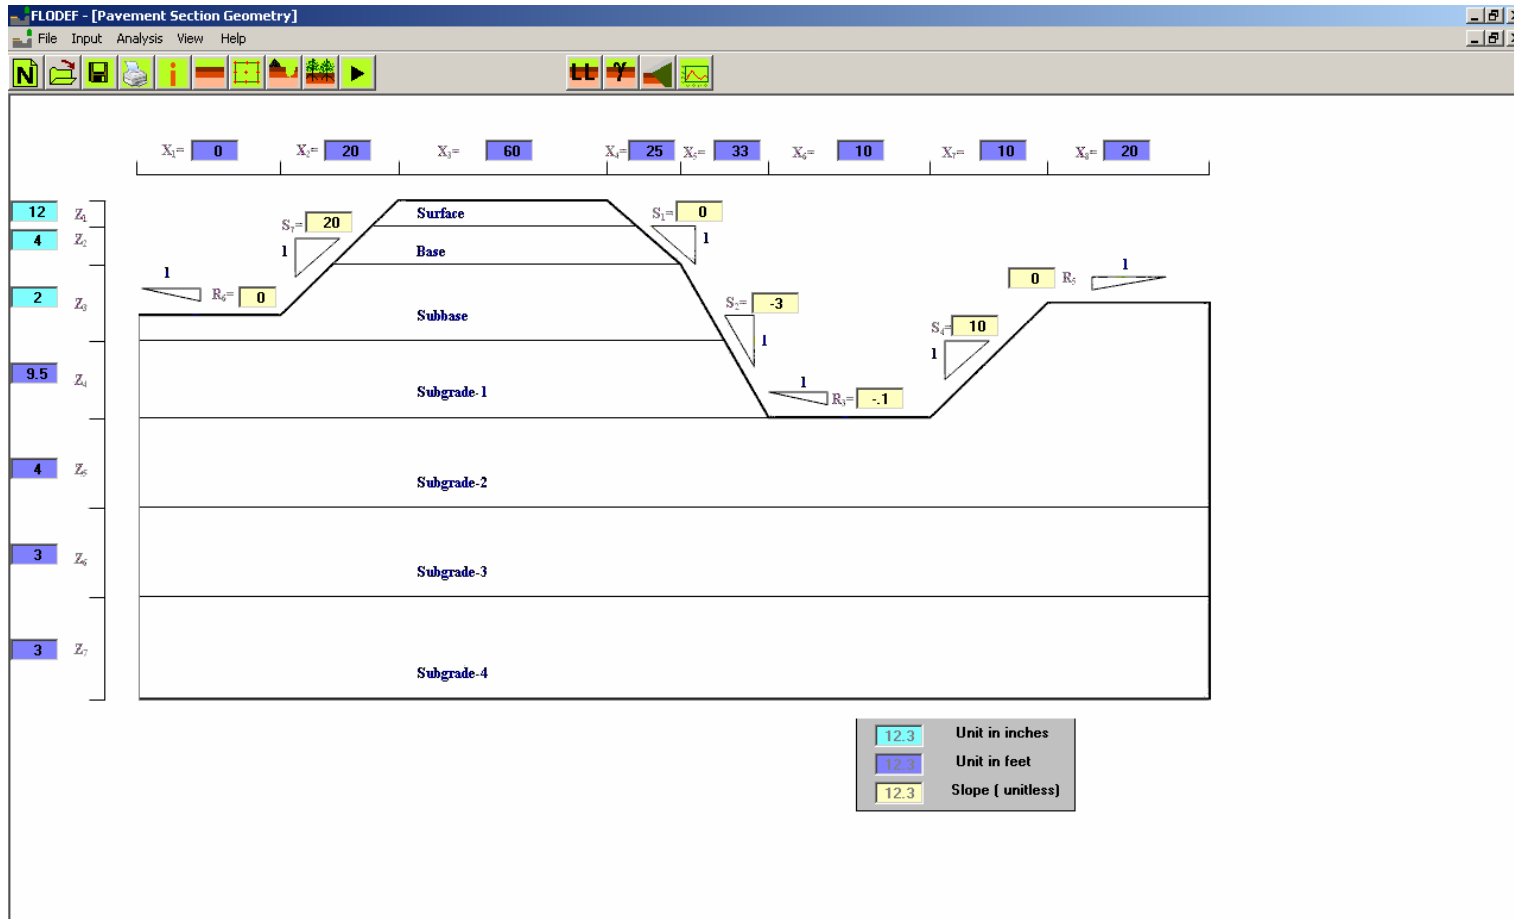 FLODEF - [Pavement Section Geometry]
File Input Analysis View Help
N i LL γ
X₁= 0 X₂= 20 X₃= 60 X₄= 25 X₅= 33 X₆= 10 X₇= 10 X₈= 20
12 Z₁ Surface S₁= 0
S₇= 20
4 Z₂ 1 Base 1
1 0 R₅ 1
2 Z₃ R₆= 0 Subbase S₂= -3
S₄= 10
1 1
9.5 Z₄ Subgrade-1 1 R₃= -.1
4 Z₅ Subgrade-2
3 Z₆ Subgrade-3
3 Z₇ Subgrade-4
12.3 Unit in inches
12.3 Unit in feet
12.3 Slope ( unitless)